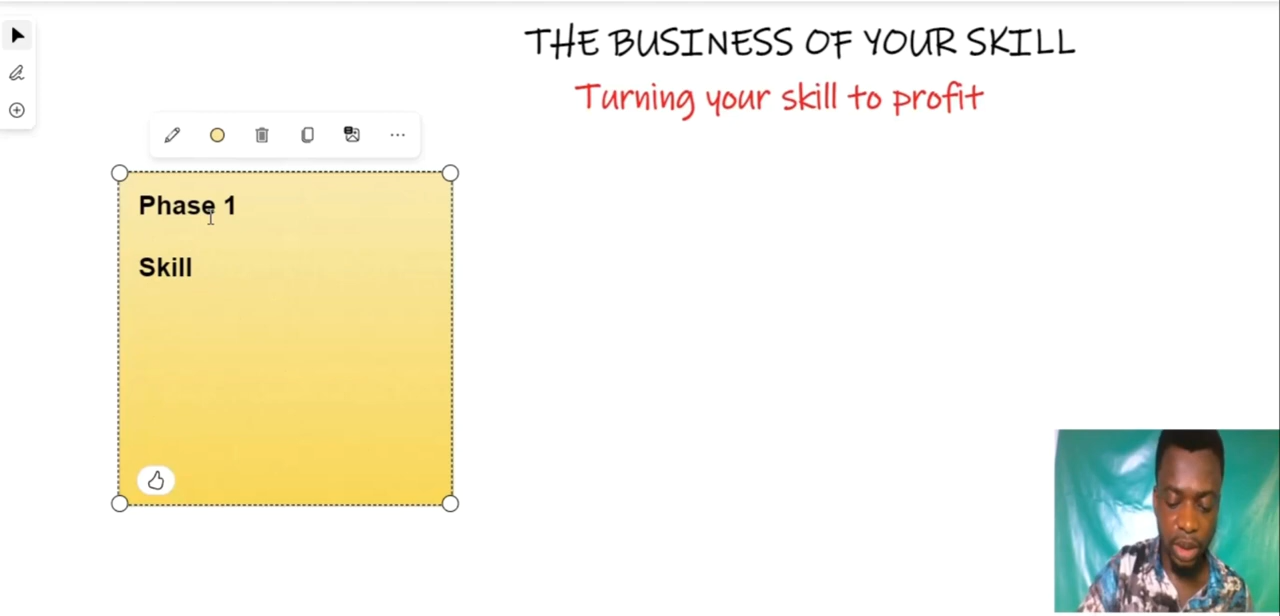 THE BUSINESS OF YOUR SKILL
Turning your skill to profit
Phase 1
Skill